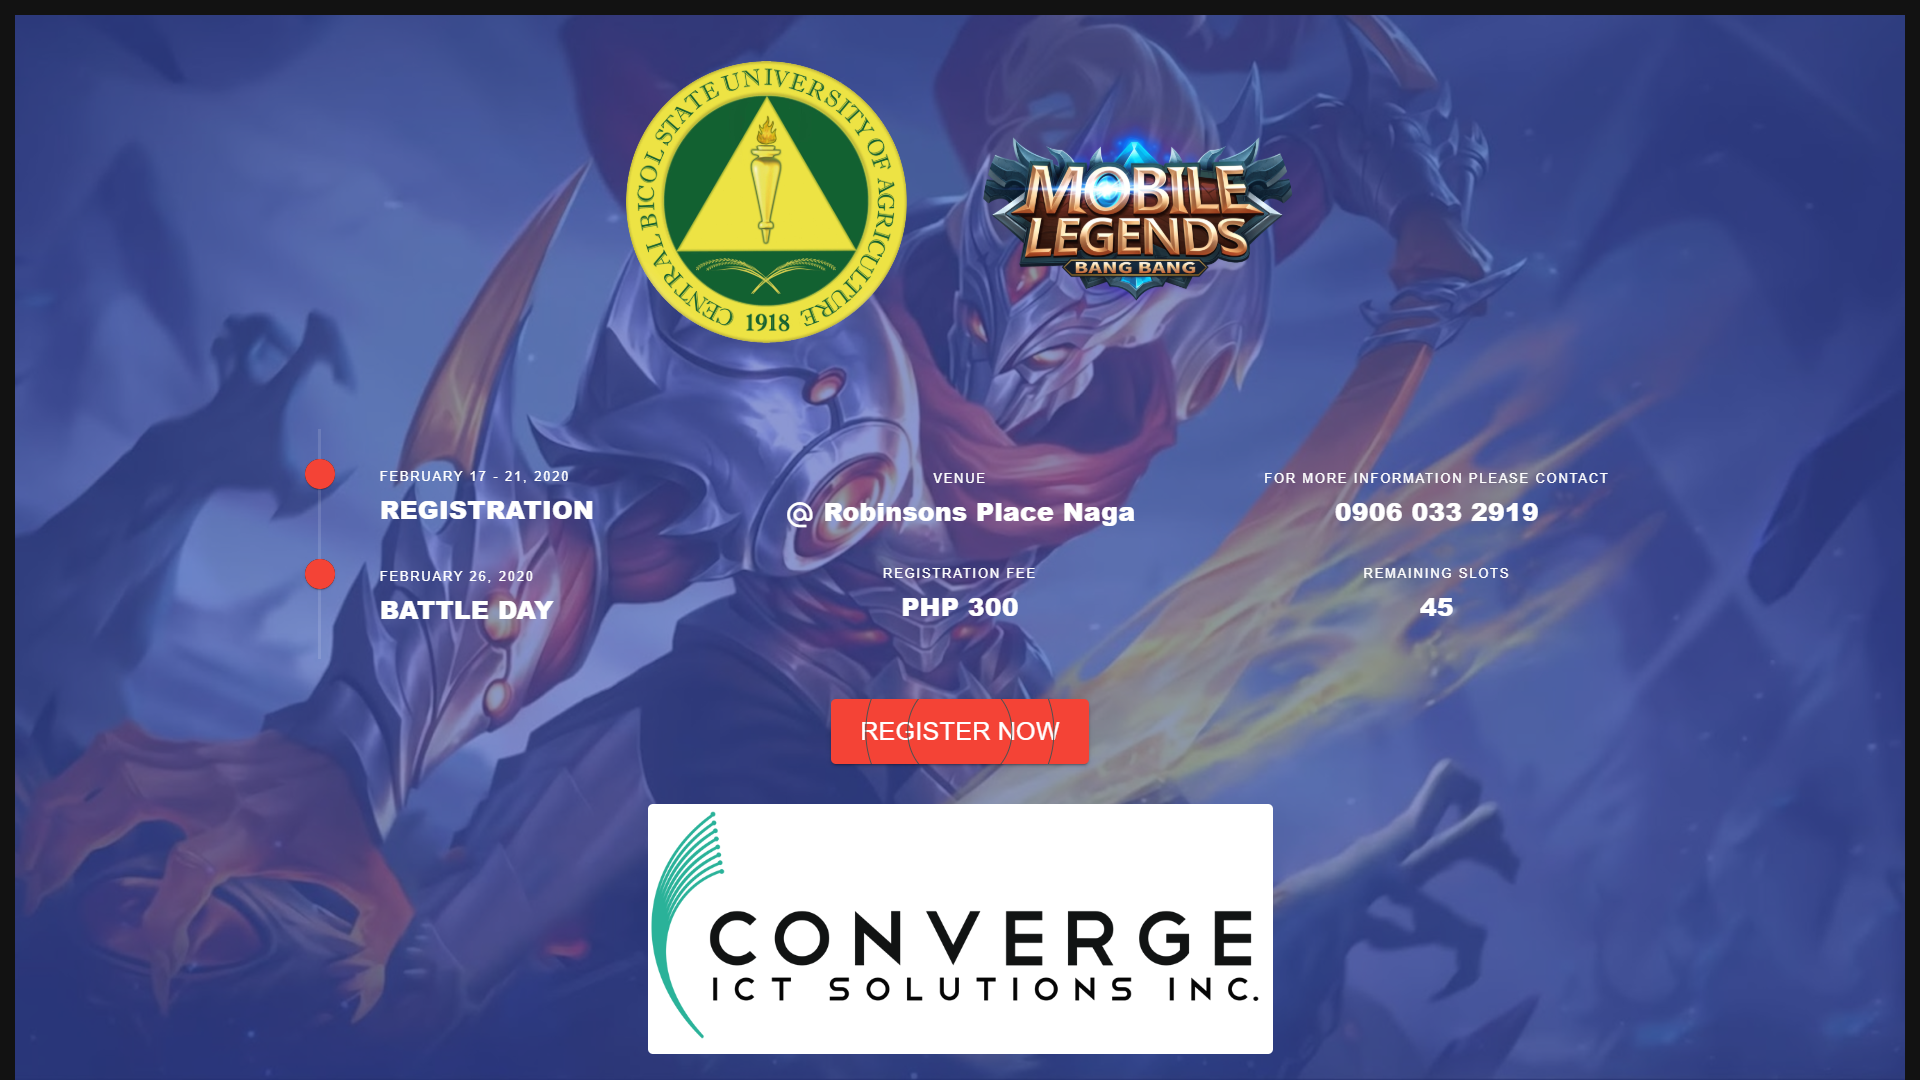 CENTRAL BICOL STATE UNIVERSITY OF AGRICULTURE
1918
MOBILE
LEGENDS
BANG BANG
FEBRUARY 17 - 21, 2020
REGISTRATION
FEBRUARY 26, 2020
BATTLE DAY
VENUE
@ Robinsons Place Naga
REGISTRATION FEE
PHP 300
FOR MORE INFORMATION PLEASE CONTACT
0906 033 2919
REMAINING SLOTS
45
REGISTER NOW
CONVERGE
ICT SOLUTIONS INC.